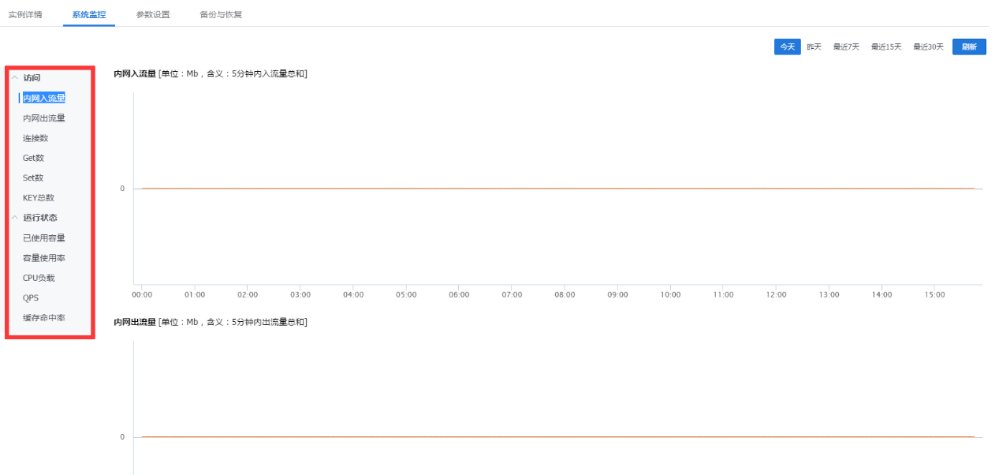 实例详情 系统监控 参数设置 备份与恢复
今天 昨天 最近7天 最近15天 最近30天 刷新
访问
内网入流量
内网出流量
连接数
Get数
Set数
KEY总数
运行状态
已使用容量
容量使用率
CPU负载
QPS
缓存命中率
内网入流量 [单位：Mb，含义：5分钟内入流量总和]
0
00:00 01:00 02:00 03:00 04:00 05:00 06:00 07:00 08:00 09:00 10:00 11:00 12:00 13:00 14:00 15:00
内网出流量 [单位：Mb，含义：5分钟内出流量总和]
0